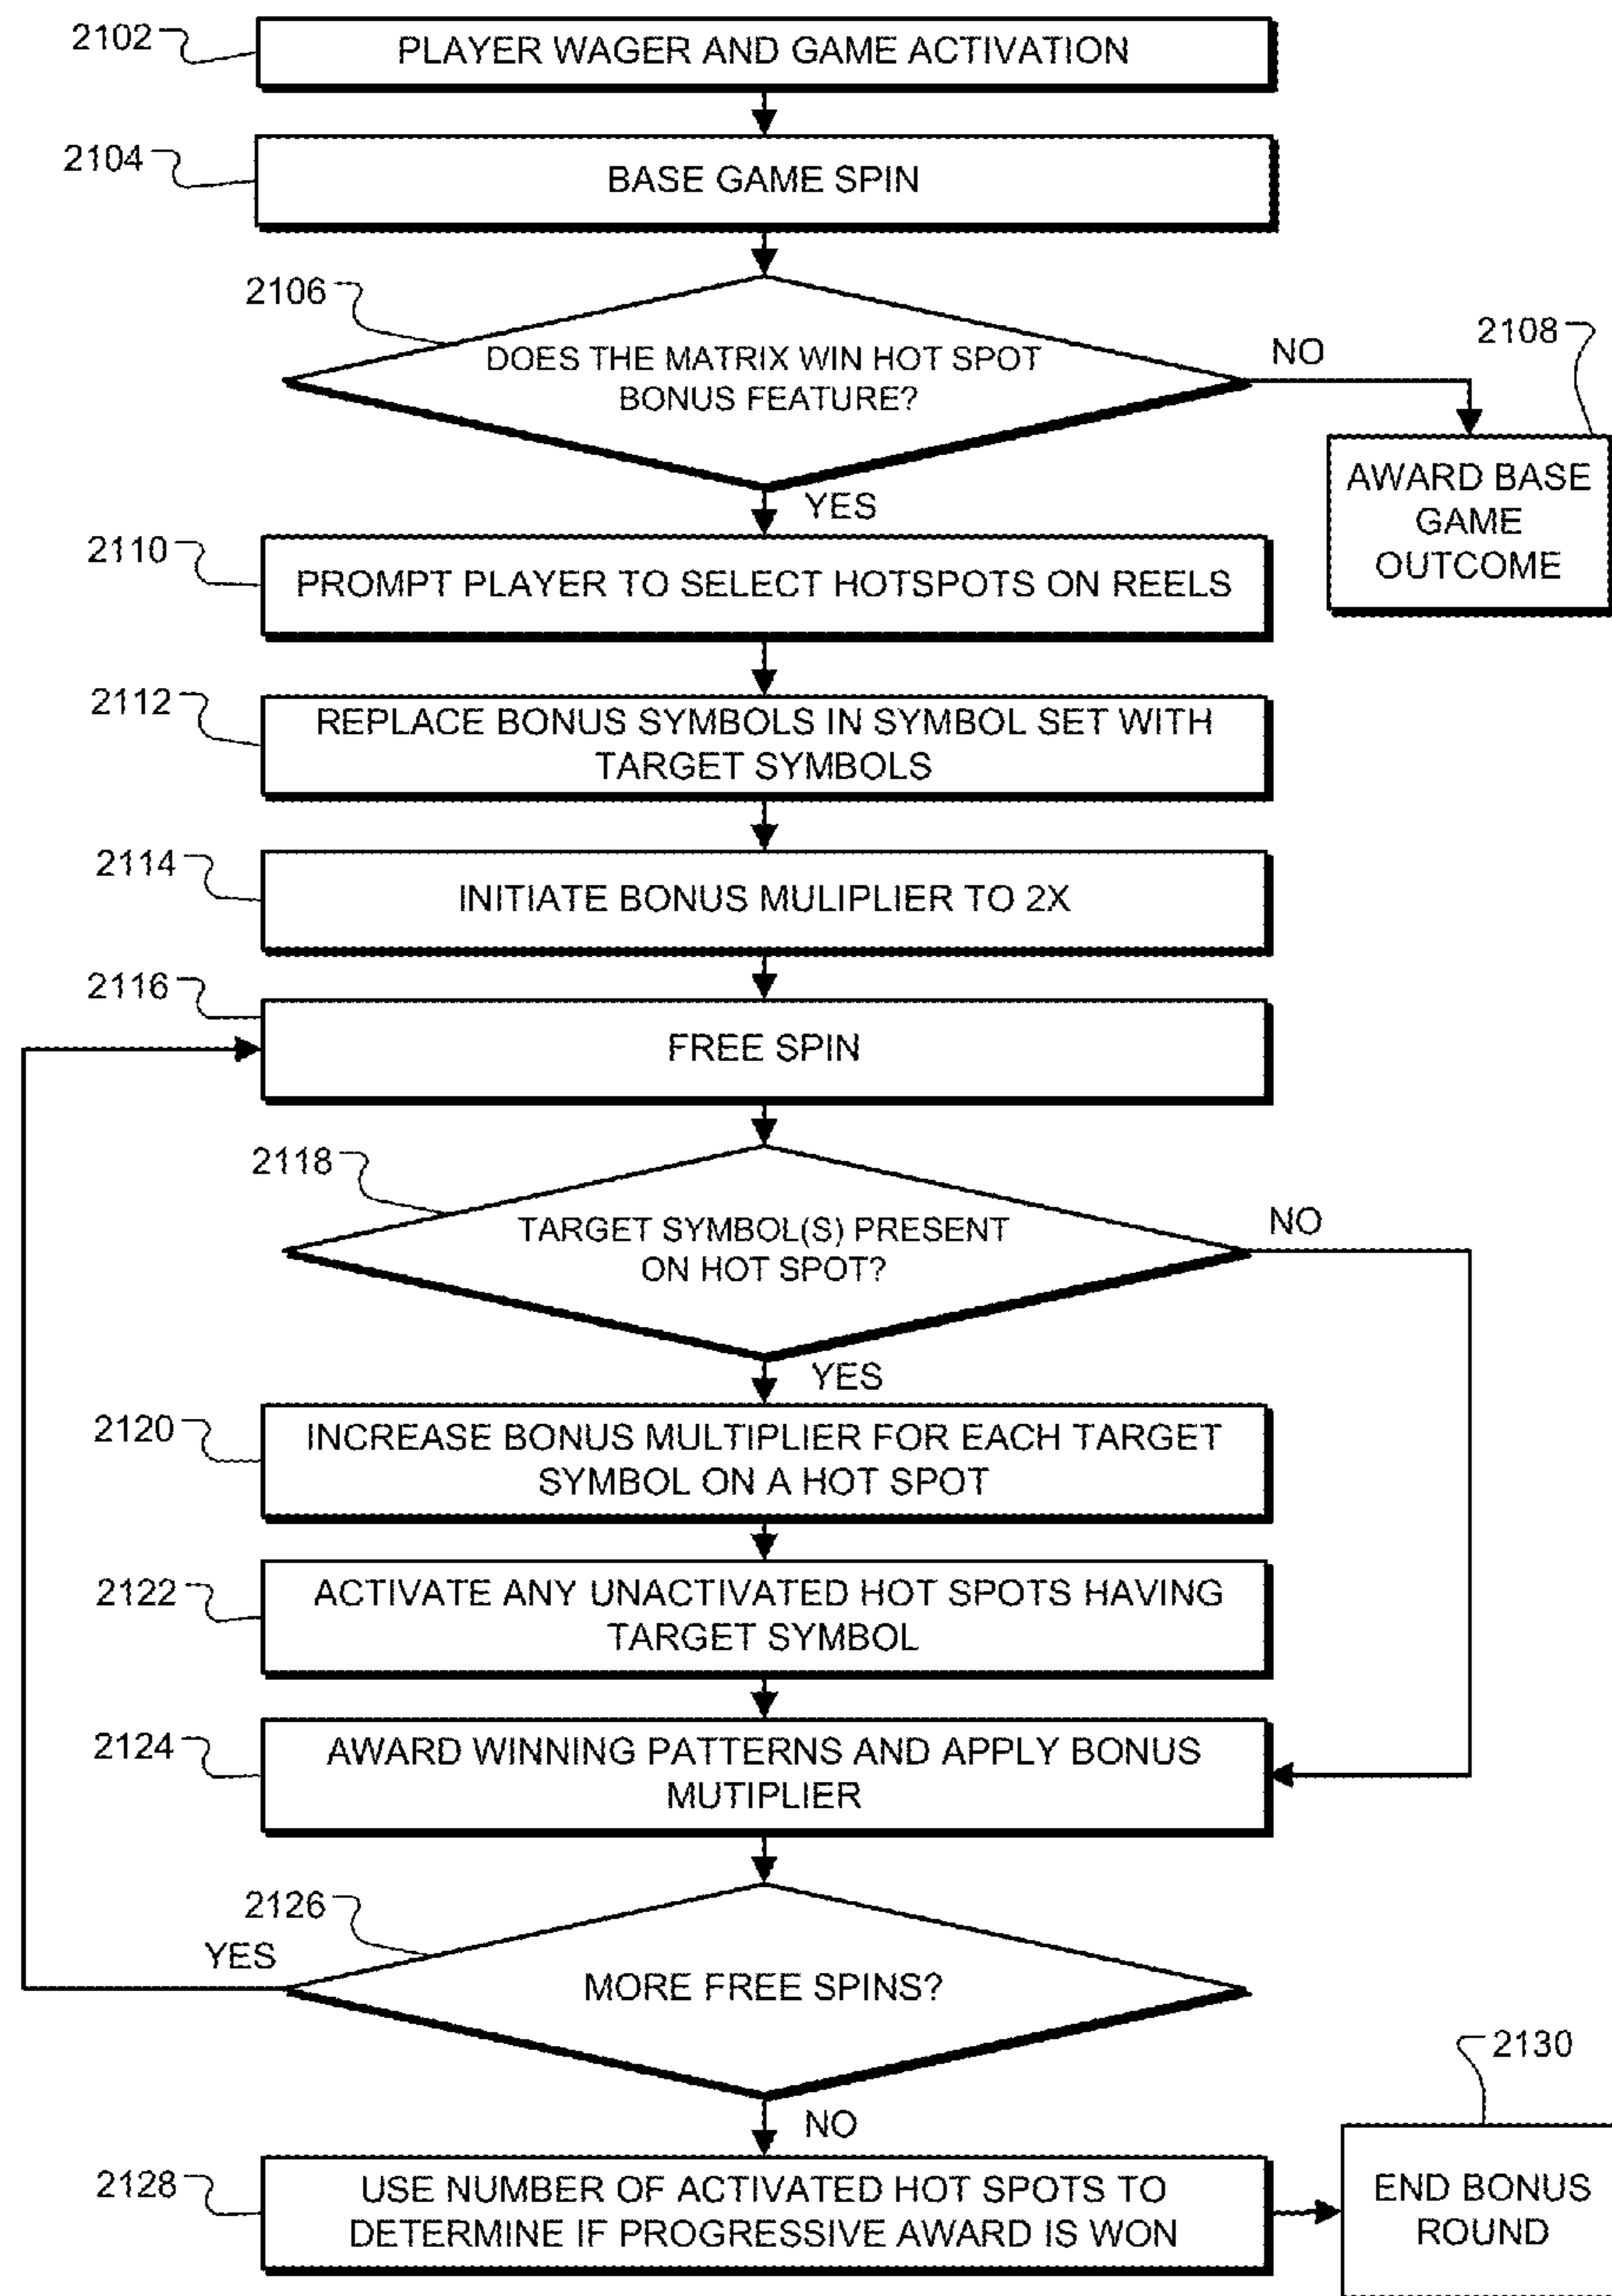 2102
PLAYER WAGER AND GAME ACTIVATION
2104
BASE GAME SPIN
2106
DOES THE MATRIX WIN HOT SPOT
BONUS FEATURE?
NO
2108
AWARD BASE
GAME
OUTCOME
YES
2110
PROMPT PLAYER TO SELECT HOTSPOTS ON REELS
2112
REPLACE BONUS SYMBOLS IN SYMBOL SET WITH
TARGET SYMBOLS
2114
INITIATE BONUS MULIPLIER TO 2X
2116
FREE SPIN
2118
TARGET SYMBOL(S) PRESENT
ON HOT SPOT?
NO
YES
2120
INCREASE BONUS MULTIPLIER FOR EACH TARGET
SYMBOL ON A HOT SPOT
2122
ACTIVATE ANY UNACTIVATED HOT SPOTS HAVING
TARGET SYMBOL
2124
AWARD WINNING PATTERNS AND APPLY BONUS
MUTIPLIER
2126
YES
MORE FREE SPINS?
NO
2128
USE NUMBER OF ACTIVATED HOT SPOTS TO
DETERMINE IF PROGRESSIVE AWARD IS WON
2130
END BONUS
ROUND